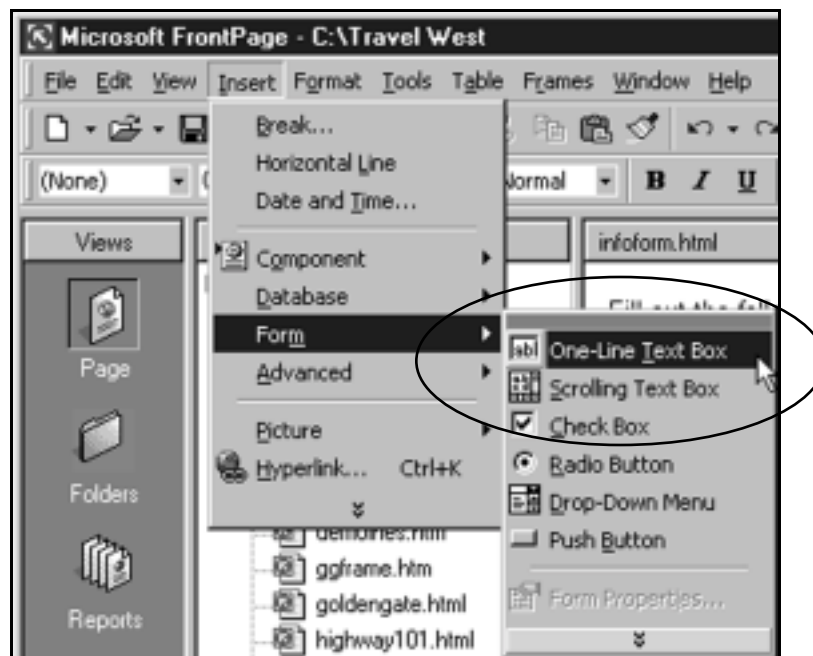 Microsoft FrontPage - C:\Travel West
File Edit View Insert Format Tools Table Frames Window Help
(None) Normal B I U
Views
Page
Folders
Reports
Break...
Horizontal Line
Date and Time...
Component
Database
Form
Advanced
Picture
Hyperlink... Ctrl+K
infoform.html
Fill out the
One-Line Text Box
Scrolling Text Box
Check Box
Radio Button
Drop-Down Menu
Push Button
Form Properties...
ggframe.htm
goldengate.html
highway101.html